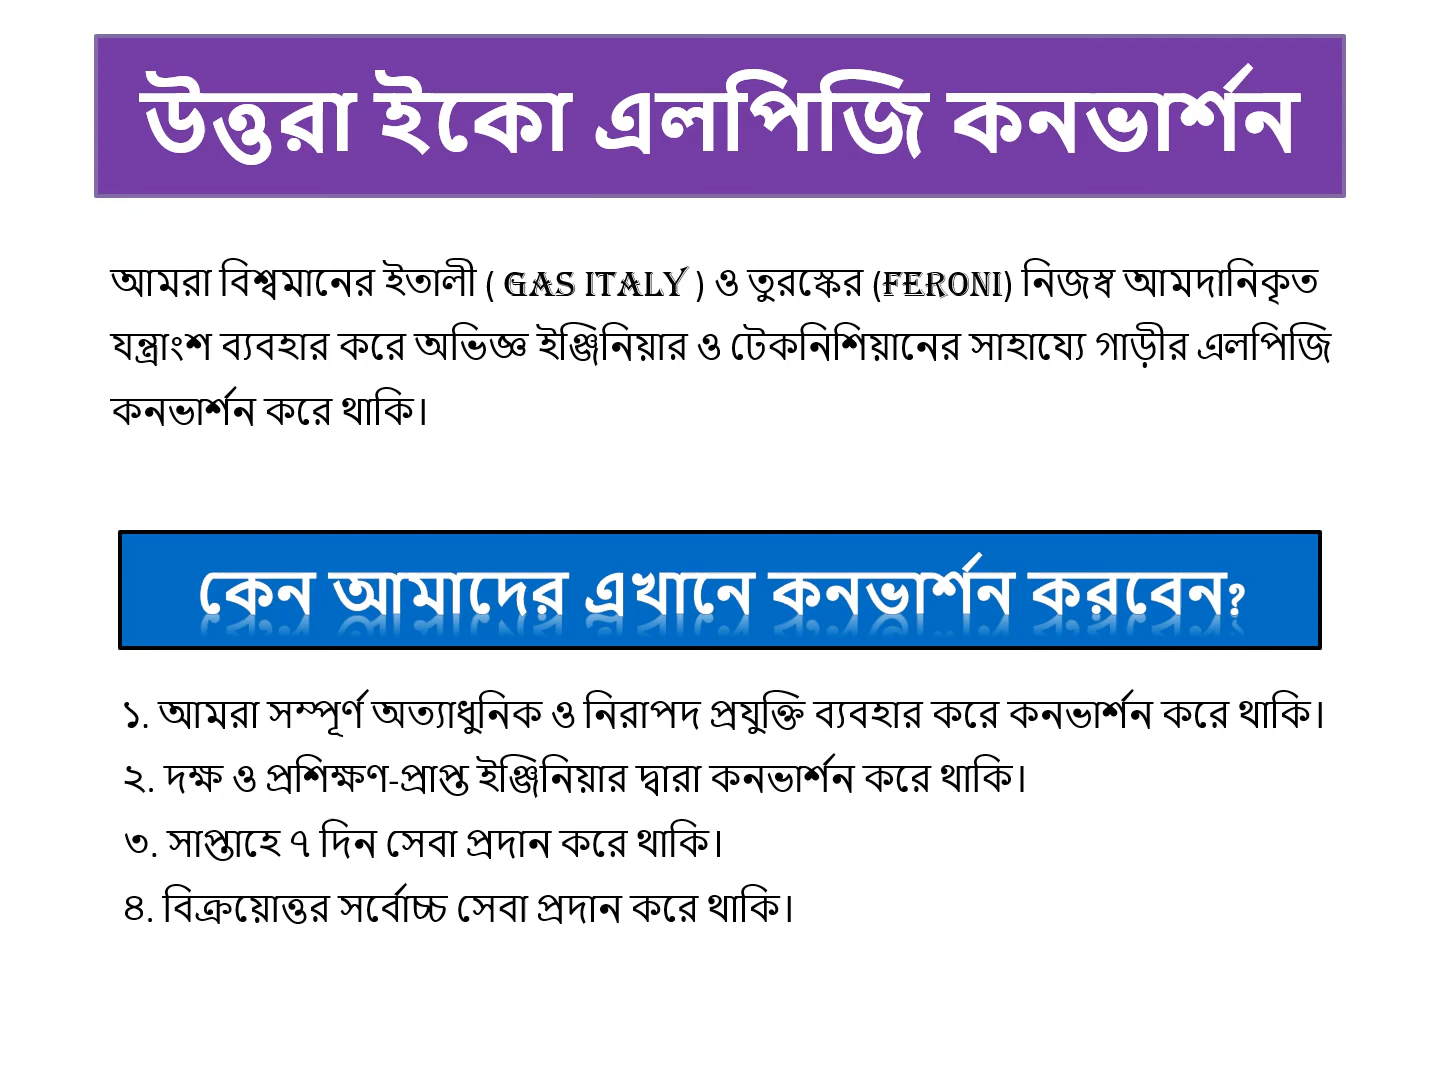 উত্তরা ইকো এলপিজি কনভার্শন
আমরা বিশ্বমানের ইতালী ( GAS ITALY ) ও তুরস্কের (FERONI) নিজস্ব আমদানিকৃত
যন্ত্রাংশ ব্যবহার করে অভিজ্ঞ ইঞ্জিনিয়ার ও টেকনিশিয়ানের সাহায্যে গাড়ীর এলপিজি
কনভার্শন করে থাকি।
কেন আমাদের এখানে কনভার্শন করবেন?
১. আমরা সম্পূর্ণ অত্যাধুনিক ও নিরাপদ প্রযুক্তি ব্যবহার করে কনভার্শন করে থাকি।
২. দক্ষ ও প্রশিক্ষণ-প্রাপ্ত ইঞ্জিনিয়ার দ্বারা কনভার্শন করে থাকি।
৩. সাপ্তাহে ৭ দিন সেবা প্রদান করে থাকি।
৪. বিক্রয়োত্তর সর্বোচ্চ সেবা প্রদান করে থাকি।